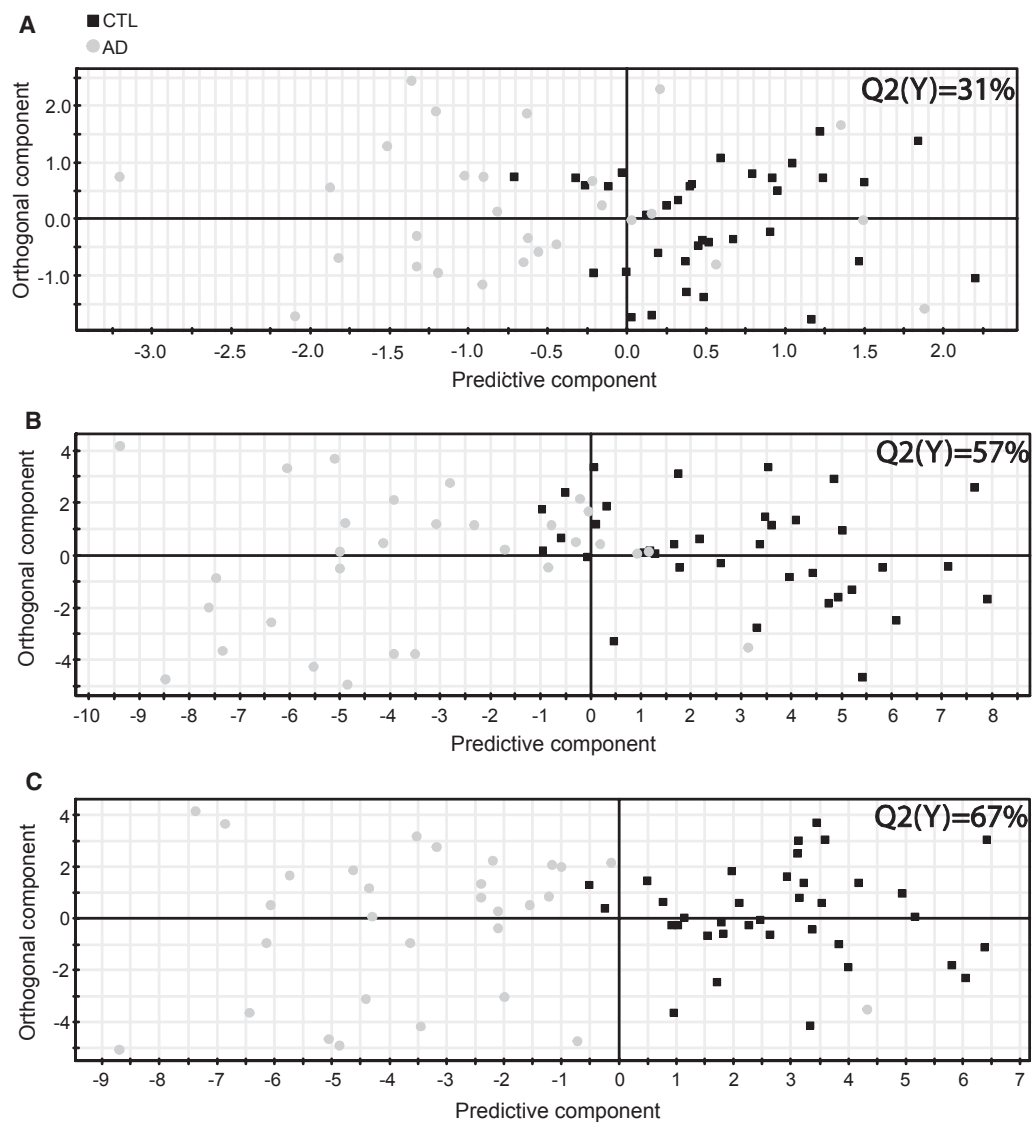 A
CTL
AD
Q2(Y)=31%
Orthogonal component
2.0
1.0
0.0
-1.0
-3.0 -2.5 -2.0 -1.5 -1.0 -0.5 0.0 0.5 1.0 1.5 2.0
Predictive component
B
Q2(Y)=57%
Orthogonal component
4
2
0
-2
-4
-10 -9 -8 -7 -6 -5 -4 -3 -2 -1 0 1 2 3 4 5 6 7 8
Predictive component
C
Q2(Y)=67%
Orthogonal component
4
2
0
-2
-4
-9 -8 -7 -6 -5 -4 -3 -2 -1 0 1 2 3 4 5 6 7
Predictive component